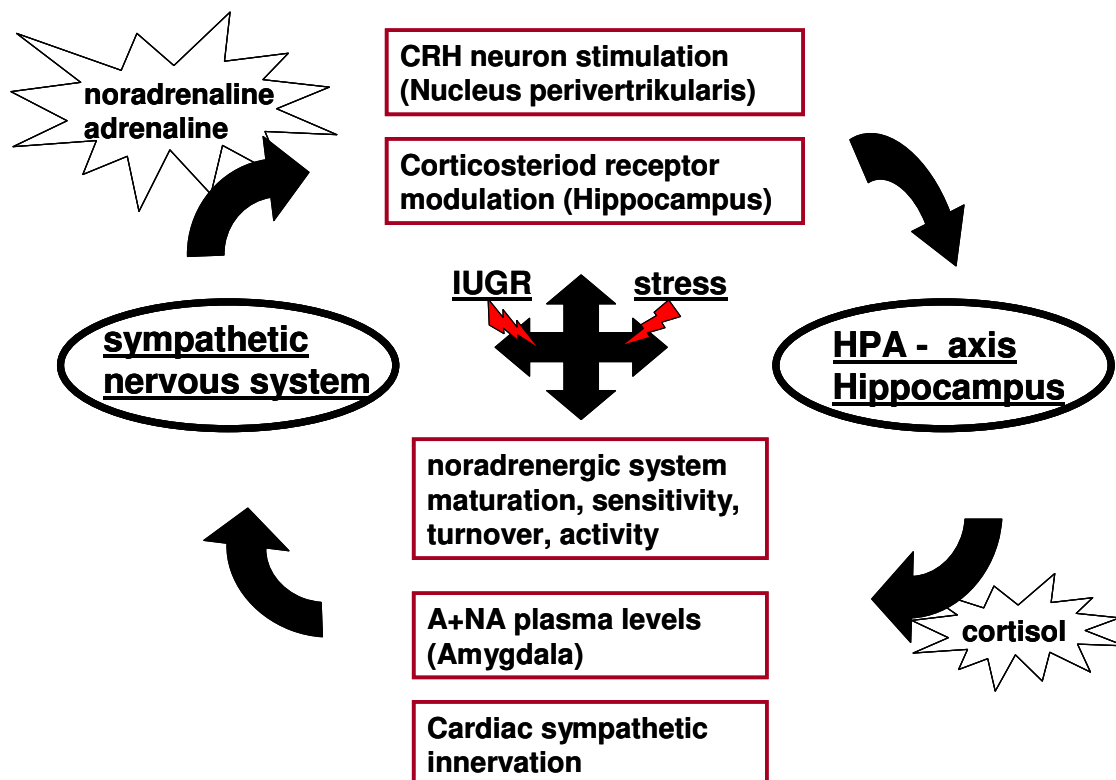 noradrenaline
adrenaline
CRH neuron stimulation
(Nucleus perivertrikularis)
Corticosteriod receptor
modulation (Hippocampus)
IUGR
stress
sympathetic
nervous system
HPA - axis
Hippocampus
noradrenergic system
maturation, sensitivity,
turnover, activity
A+NA plasma levels
(Amygdala)
cortisol
Cardiac sympathetic
innervation